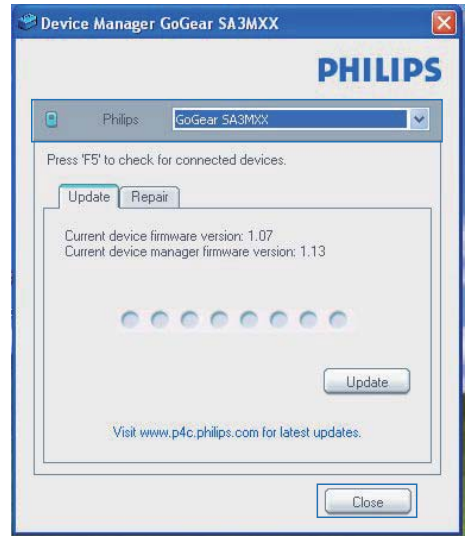 Device Manager GoGear SA3MXX
PHILIPS
Philips GoGear SA3MXX
Press 'F5' to check for connected devices.
Update Repair
Current device firmware version: 1.07
Current device manager firmware version: 1.13
Update
Visit www.p4c.philips.com for latest updates.
Close